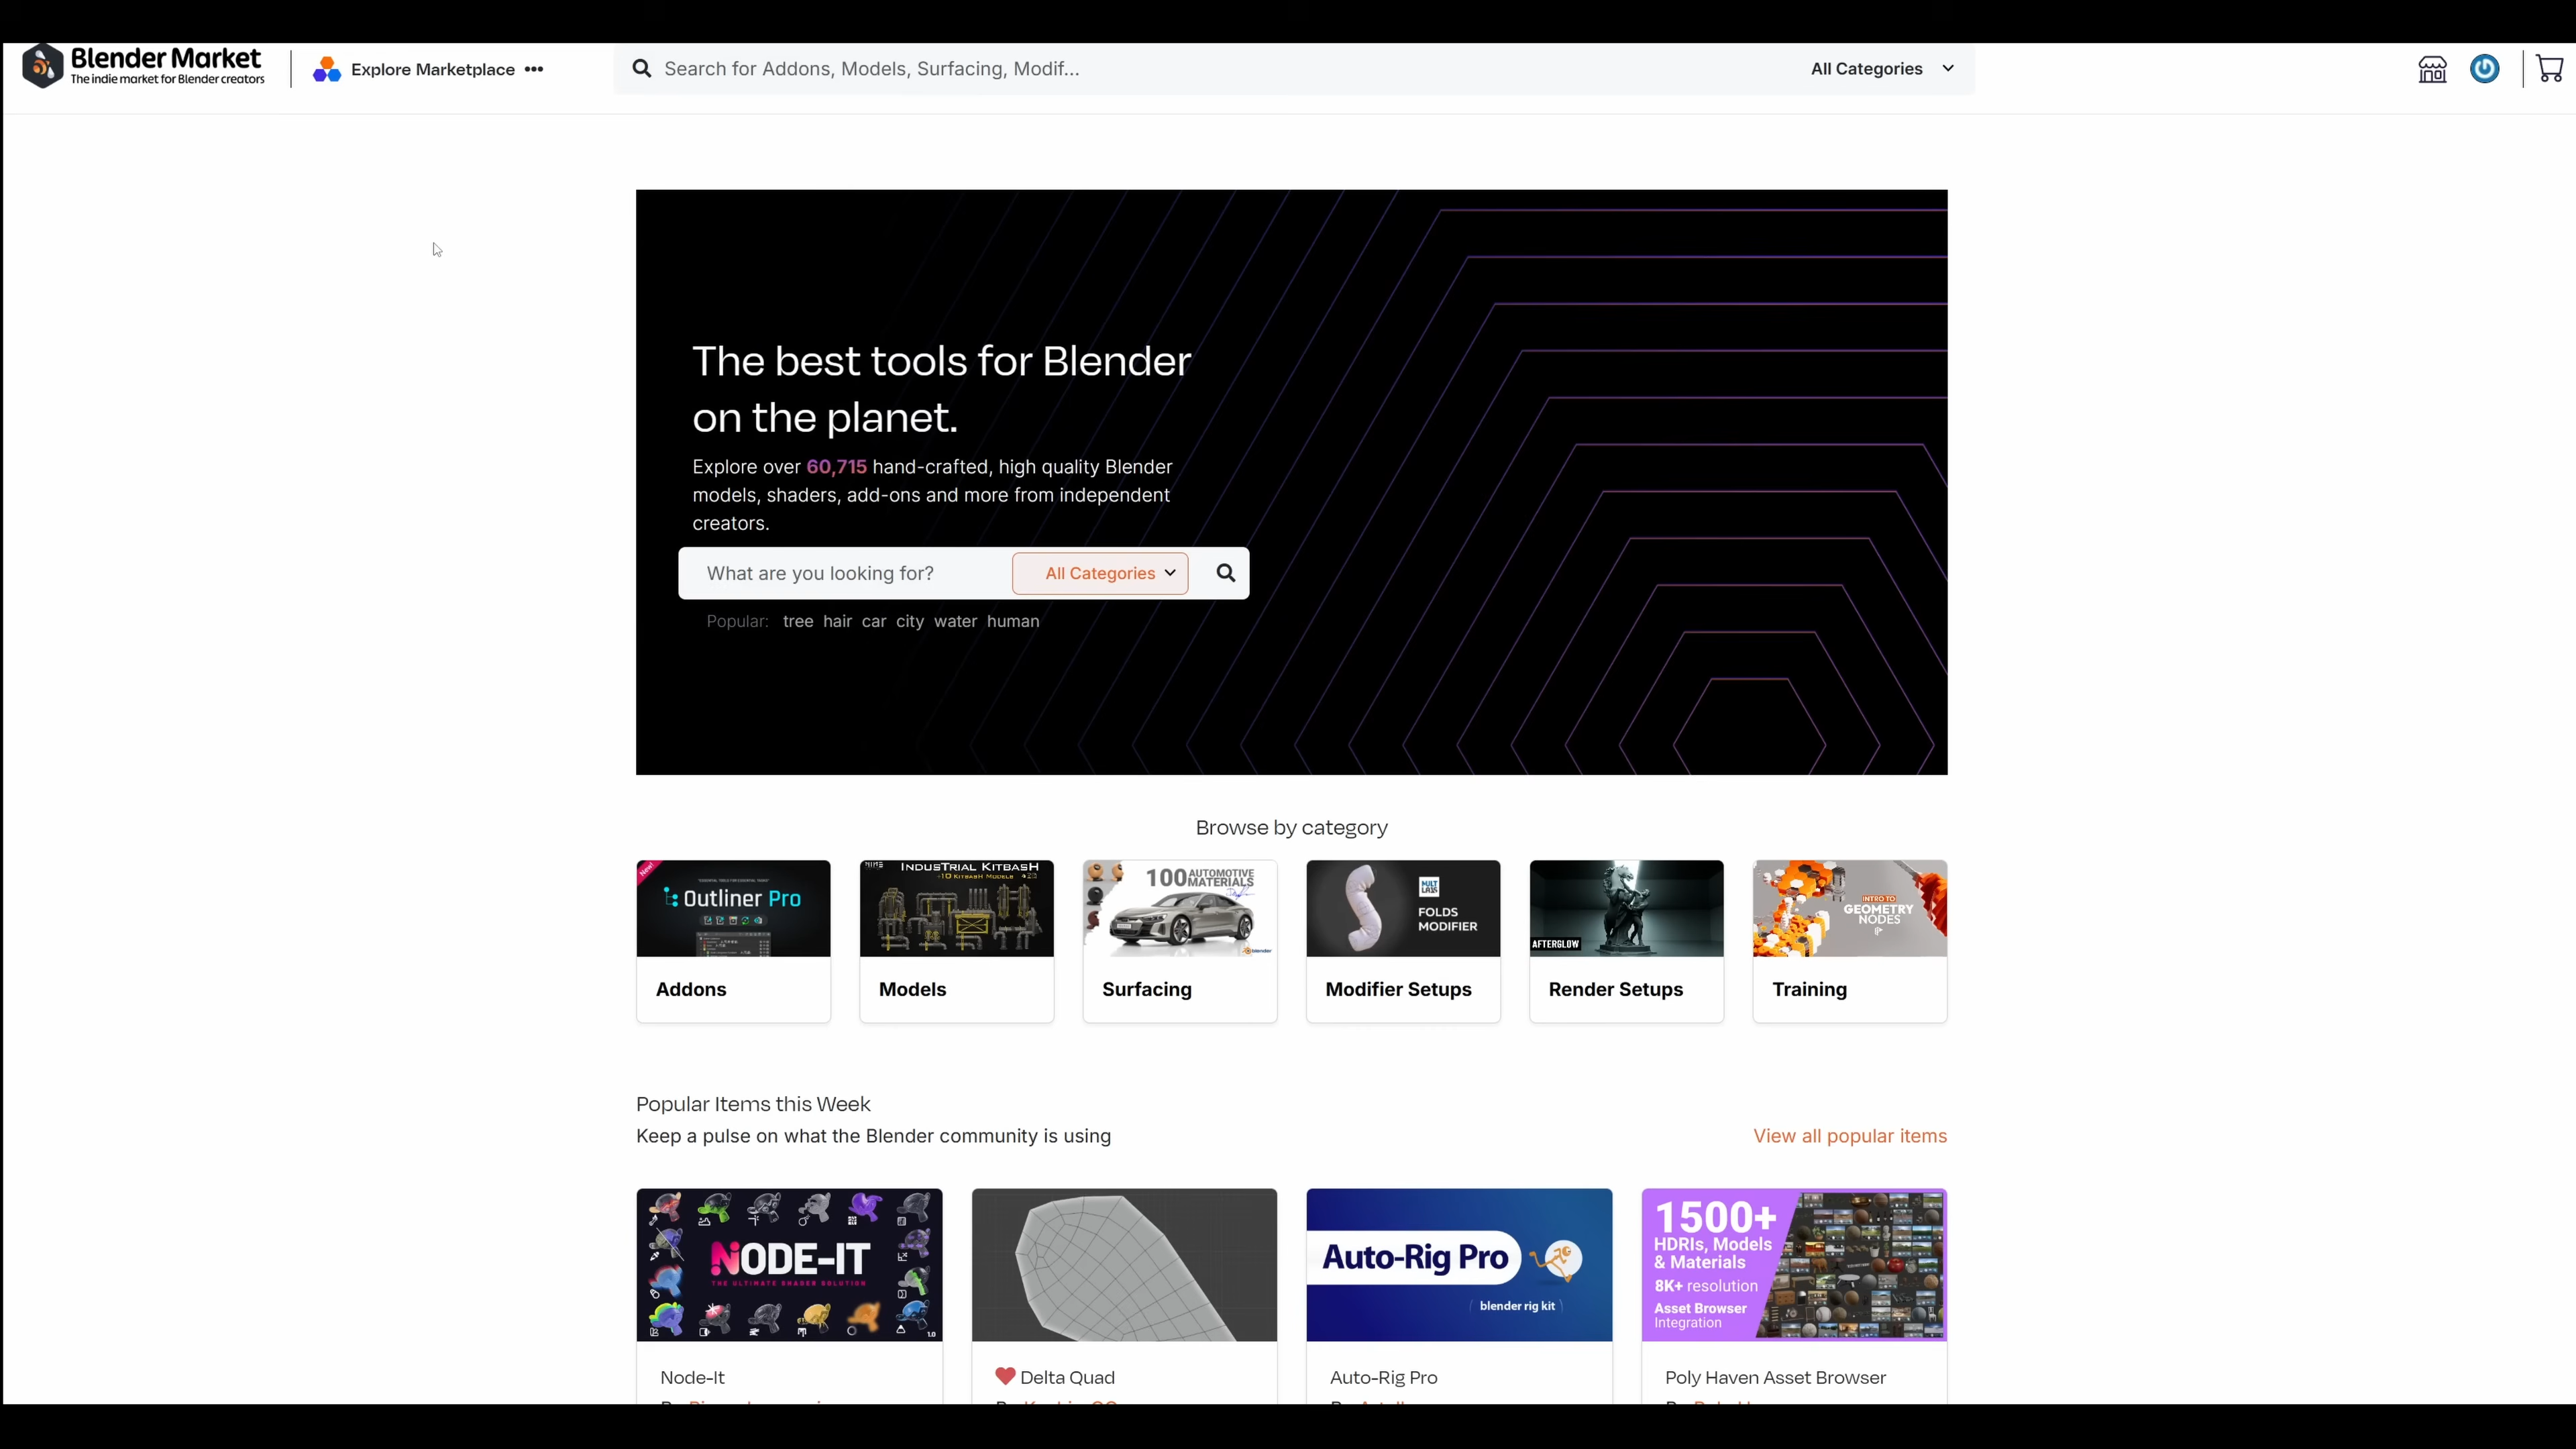 Blender Market
The indie market for Blender creators
Explore Marketplace •••
Search for Addons, Models, Surfacing, Modif...
All Categories
The best tools for Blender
on the planet.
Explore over 60,715 hand-crafted, high quality Blender
models, shaders, add-ons and more from independent
creators.
What are you looking for?
All Categories
Popular: tree hair car city water human
Browse by category
New!
Outliner Pro
INDUSTRIAL KITBASH
100 AUTOMOTIVE
MATERIALS
blender
FOLDS
MODIFIER
AFTERGLOW
INTRO TO
GEOMETRY
NODES
Addons
Models
Surfacing
Modifier Setups
Render Setups
Training
Popular Items this Week
Keep a pulse on what the Blender community is using
View all popular items
NODE-IT
THE ULTIMATE SHADER SOLUTION
1.0
Auto-Rig Pro
blender rig kit
1500+
HDRIs, Models
& Materials
8K+ resolution
Asset Browser
Integration
Node-It
Delta Quad
Auto-Rig Pro
Poly Haven Asset Browser